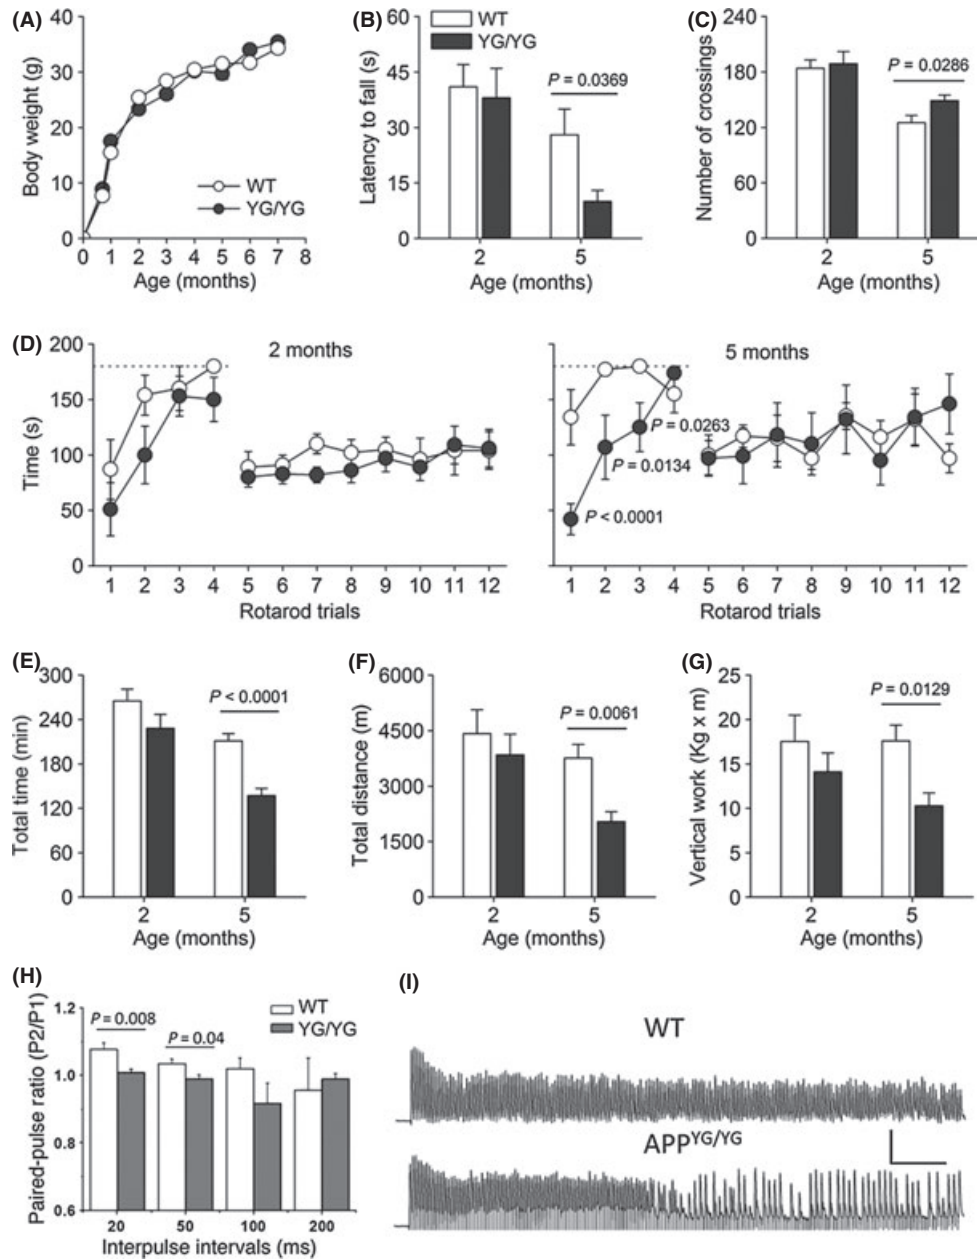 (A)
Body weight (g)
40
30
20
10
0
WT
YG/YG
0 1 2 3 4 5 6 7 8
Age (months)
(B)
Latency to fall (s)
60
45
30
15
0
WT
YG/YG
P = 0.0369
2 5
Age (months)
(C)
Number of crossings
240
180
120
60
0
P = 0.0286
2 5
Age (months)
(D)
Time (s)
200
150
100
50
0
2 months
1 2 3 4 5 6 7 8 9 10 11 12
Rotarod trials
5 months
P = 0.0263
P = 0.0134
P < 0.0001
1 2 3 4 5 6 7 8 9 10 11 12
Rotarod trials
(E)
Total time (min)
300
240
180
120
60
0
P < 0.0001
2 5
Age (months)
(F)
Total distance (m)
6000
4500
3000
1500
0
P = 0.0061
2 5
Age (months)
(G)
Vertical work (Kg x m)
25
20
15
10
5
0
P = 0.0129
2 5
Age (months)
(H)
Paired-pulse ratio (P2/P1)
1.2
1.0
0.8
0.6
P = 0.008
P = 0.04
WT
YG/YG
20 50 100 200
Interpulse intervals (ms)
(I)
WT
APPYG/YG